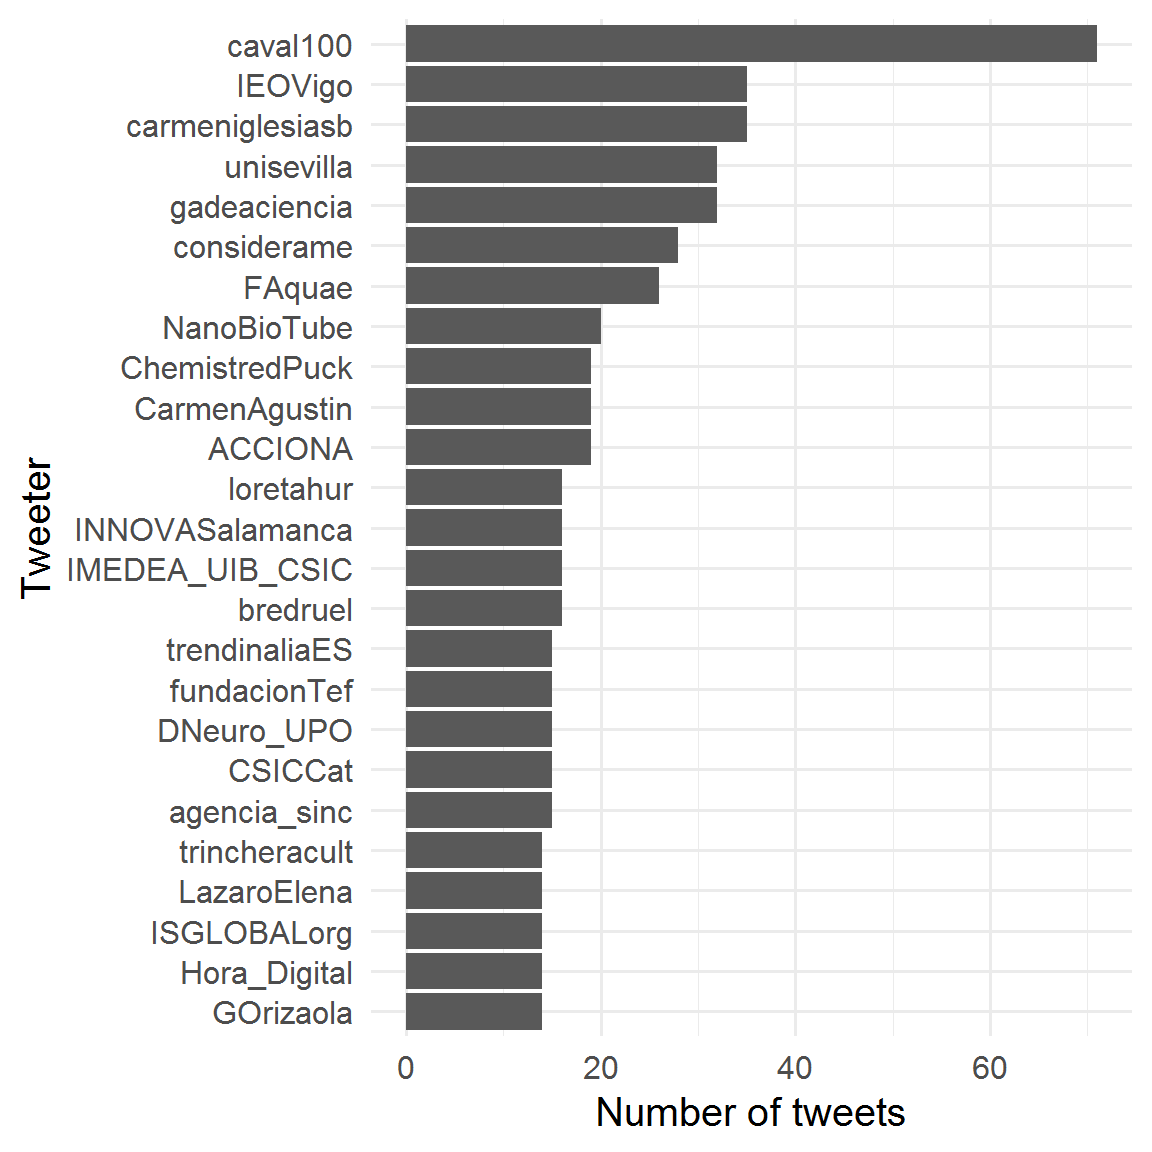 caval100
IEOVigo
carmeniglesiasb
unisevilla
gadeaciencia
considerame
FAquae
NanoBioTube
ChemistredPuck
CarmenAgustin
ACCIONA
loretahur
INNOVASalamanca
IMEDEA_UIB_CSIC
bredruel
trendinaliaES
fundacionTef
DNeuro_UPO
CSICCat
agencia_sinc
trincheracult
LazaroElena
ISGLOBALorg
Hora_Digital
GOrizaola
Tweeter
0 20 40 60
Number of tweets